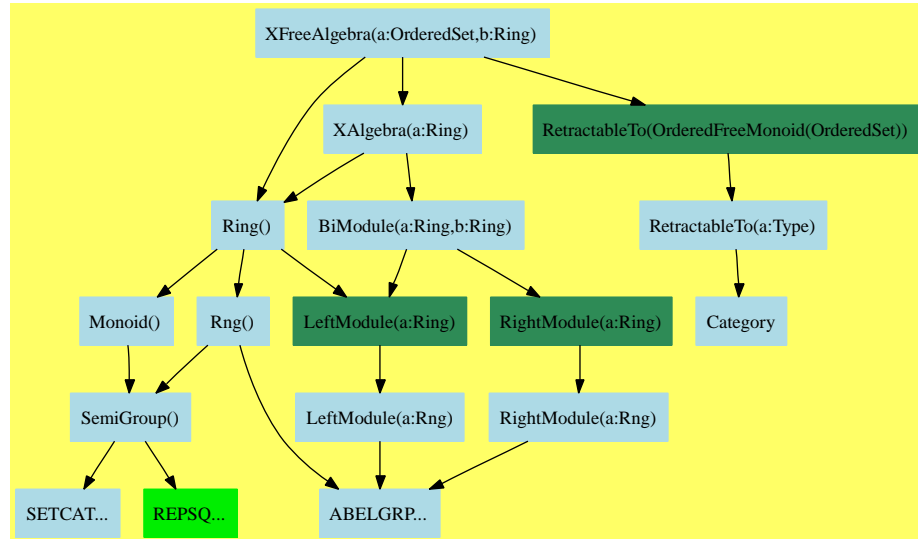 XFreeAlgebra(a:OrderedSet,b:Ring)
XAlgebra(a:Ring)
RetractableTo(OrderedFreeMonoid(OrderedSet))
Ring()
BiModule(a:Ring,b:Ring)
RetractableTo(a:Type)
Monoid()
Rng()
LeftModule(a:Ring)
RightModule(a:Ring)
Category
SemiGroup()
LeftModule(a:Rng)
RightModule(a:Rng)
SETCAT...
REPSQ...
ABELGRP...